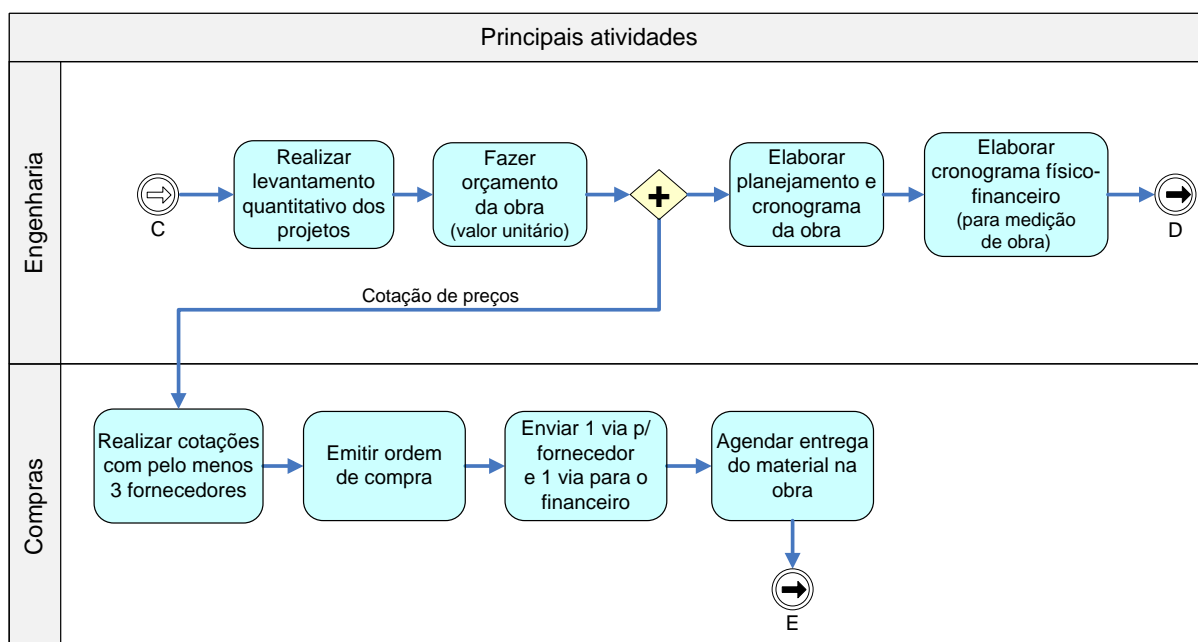 Principais atividades
Engenharia
C
Realizar
levantamento
quantitativo dos
projetos
Fazer
orçamento
da obra
(valor unitário)
Elaborar
planejamento e
cronograma
da obra
Elaborar
cronograma físico-
financeiro
(para medição
de obra)
D
Cotação de preços
Compras
Realizar cotações
com pelo menos
3 fornecedores
Emitir ordem
de compra
Enviar 1 via p/
fornecedor
e 1 via para o
financeiro
Agendar entrega
do material na
obra
E